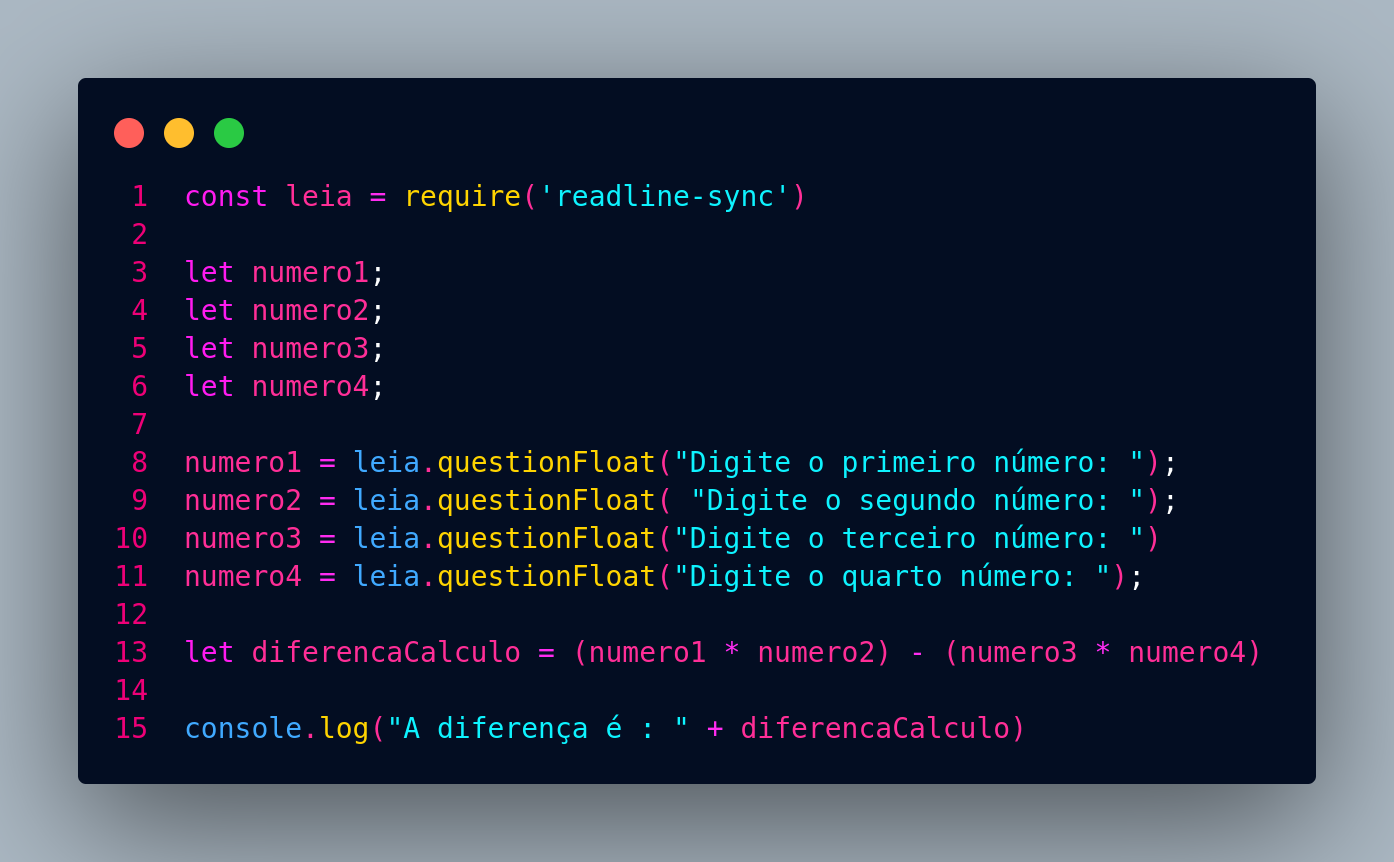 1 const leia = require('readline-sync')
2
3 let numero1;
4 let numero2;
5 let numero3;
6 let numero4;
7
8 numero1 = leia.questionFloat("Digite o primeiro número: ");
9 numero2 = leia.questionFloat( "Digite o segundo número: ");
10 numero3 = leia.questionFloat("Digite o terceiro número: ")
11 numero4 = leia.questionFloat("Digite o quarto número: ");
12
13 let diferencaCalculo = (numero1 * numero2) - (numero3 * numero4)
14
15 console.log("A diferença é : " + diferencaCalculo)